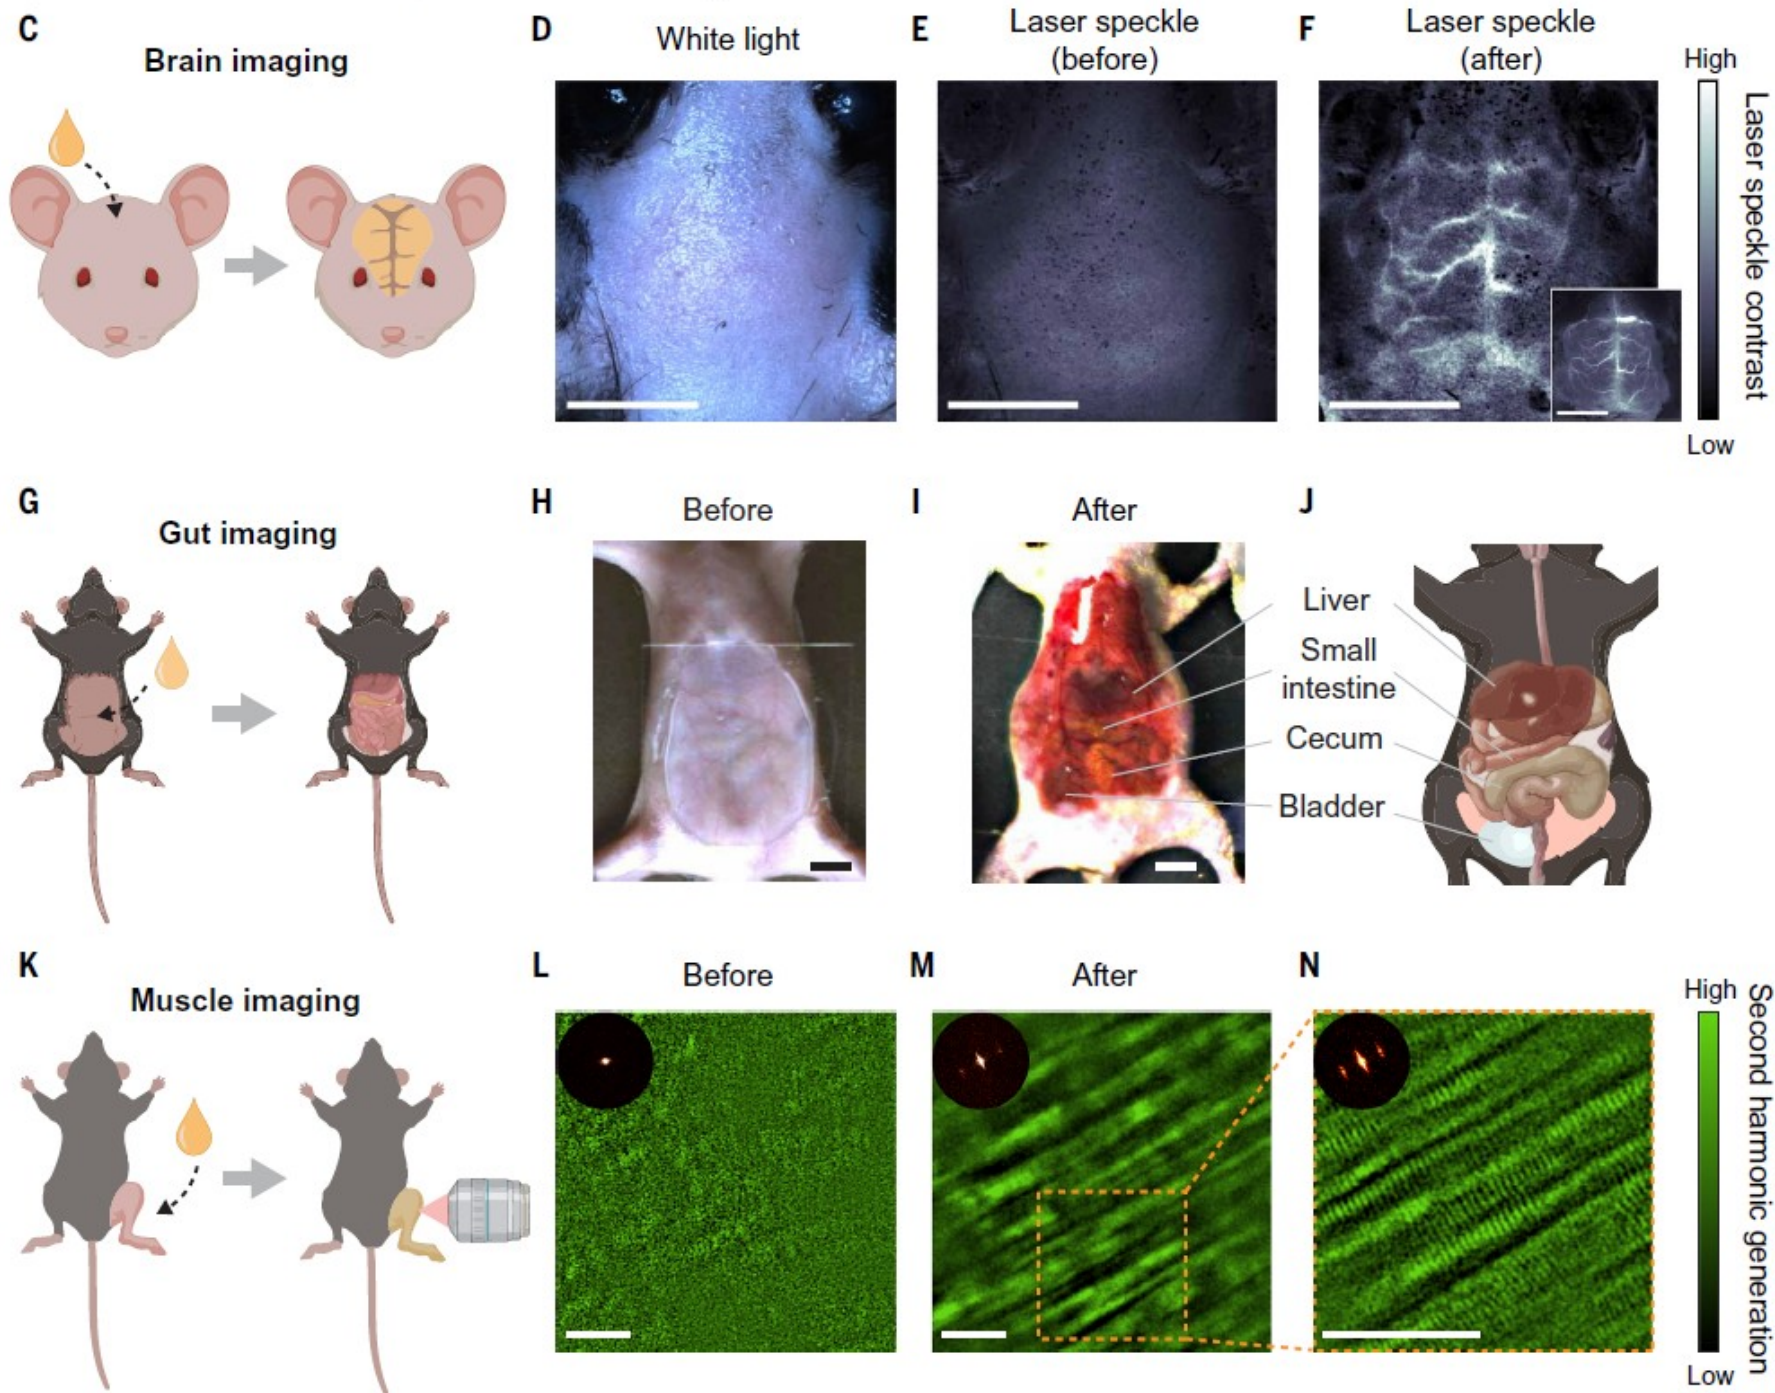 C
Brain imaging
D
White light
E
Laser speckle
(before)
F
Laser speckle
(after)
High
Laser speckle contrast
Low
G
Gut imaging
H
Before
I
After
J
Liver
Small
intestine
Cecum
Bladder
K
Muscle imaging
L
Before
M
After
N
High
Second harmonic generation
Low